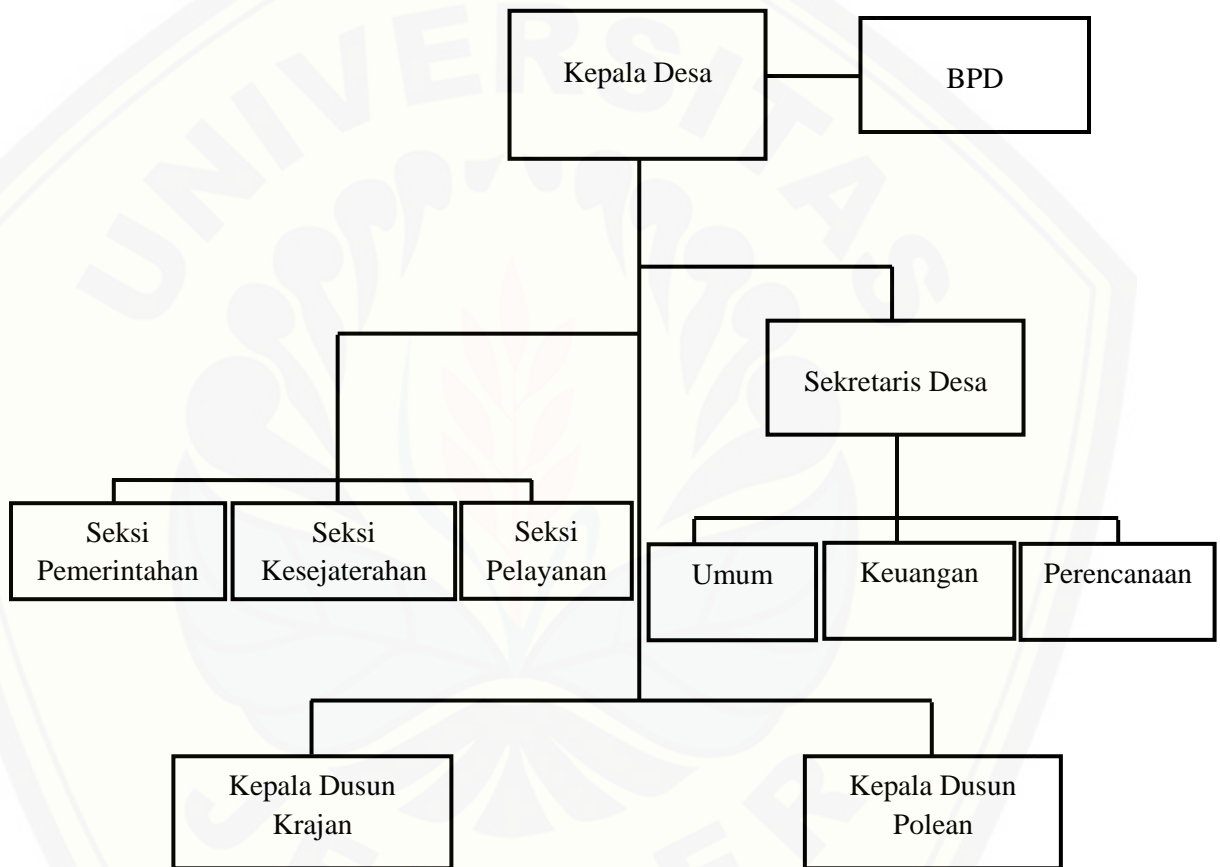 UNIVERSITAS
Kepala Desa
BPD
Sekretaris Desa
Seksi
Pemerintahan
Seksi
Kesejaterahan
Seksi
Pelayanan
Umum
Keuangan
Perencanaan
Kepala Dusun
Krajan
Kepala Dusun
Polean